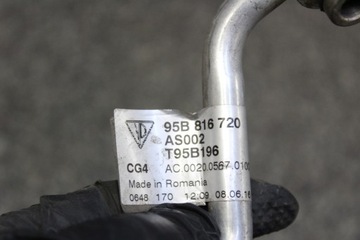 95B 816 720
AS002
T95B196
CG4 AC.0020.0567.0100
Made in Romania
0648 170 12:09 08.06.16